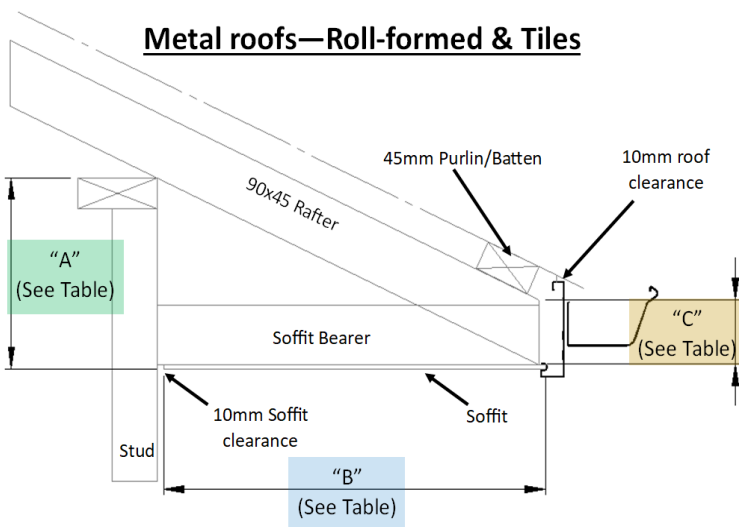 Metal roofs—Roll-formed & Tiles
45mm Purlin/Batten
10mm roof
clearance
90x45 Rafter
“A”
(See Table)
“C”
(See Table)
Soffit Bearer
10mm Soffit
clearance
Soffit
Stud
“B”
(See Table)